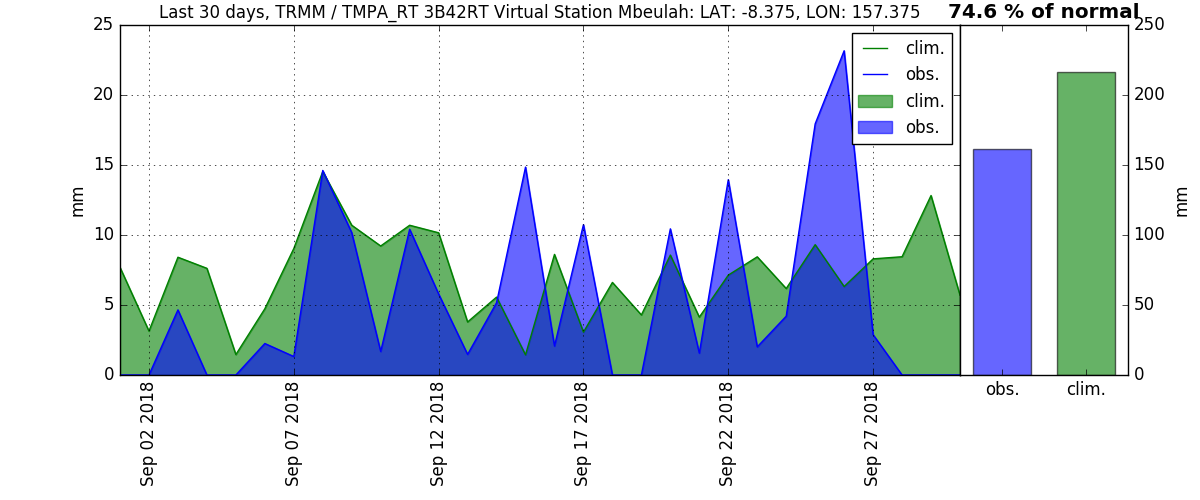 Last 30 days, TRMM / TMPA_RT 3B42RT Virtual Station Mbeulah: LAT: -8.375, LON: 157.375
74.6 % of normal
25
20
15
10
5
0
mm
Sep 02 2018
Sep 07 2018
Sep 12 2018
Sep 17 2018
Sep 22 2018
Sep 27 2018
clim.
obs.
clim.
obs.
250
200
150
100
50
0
mm
obs.
clim.